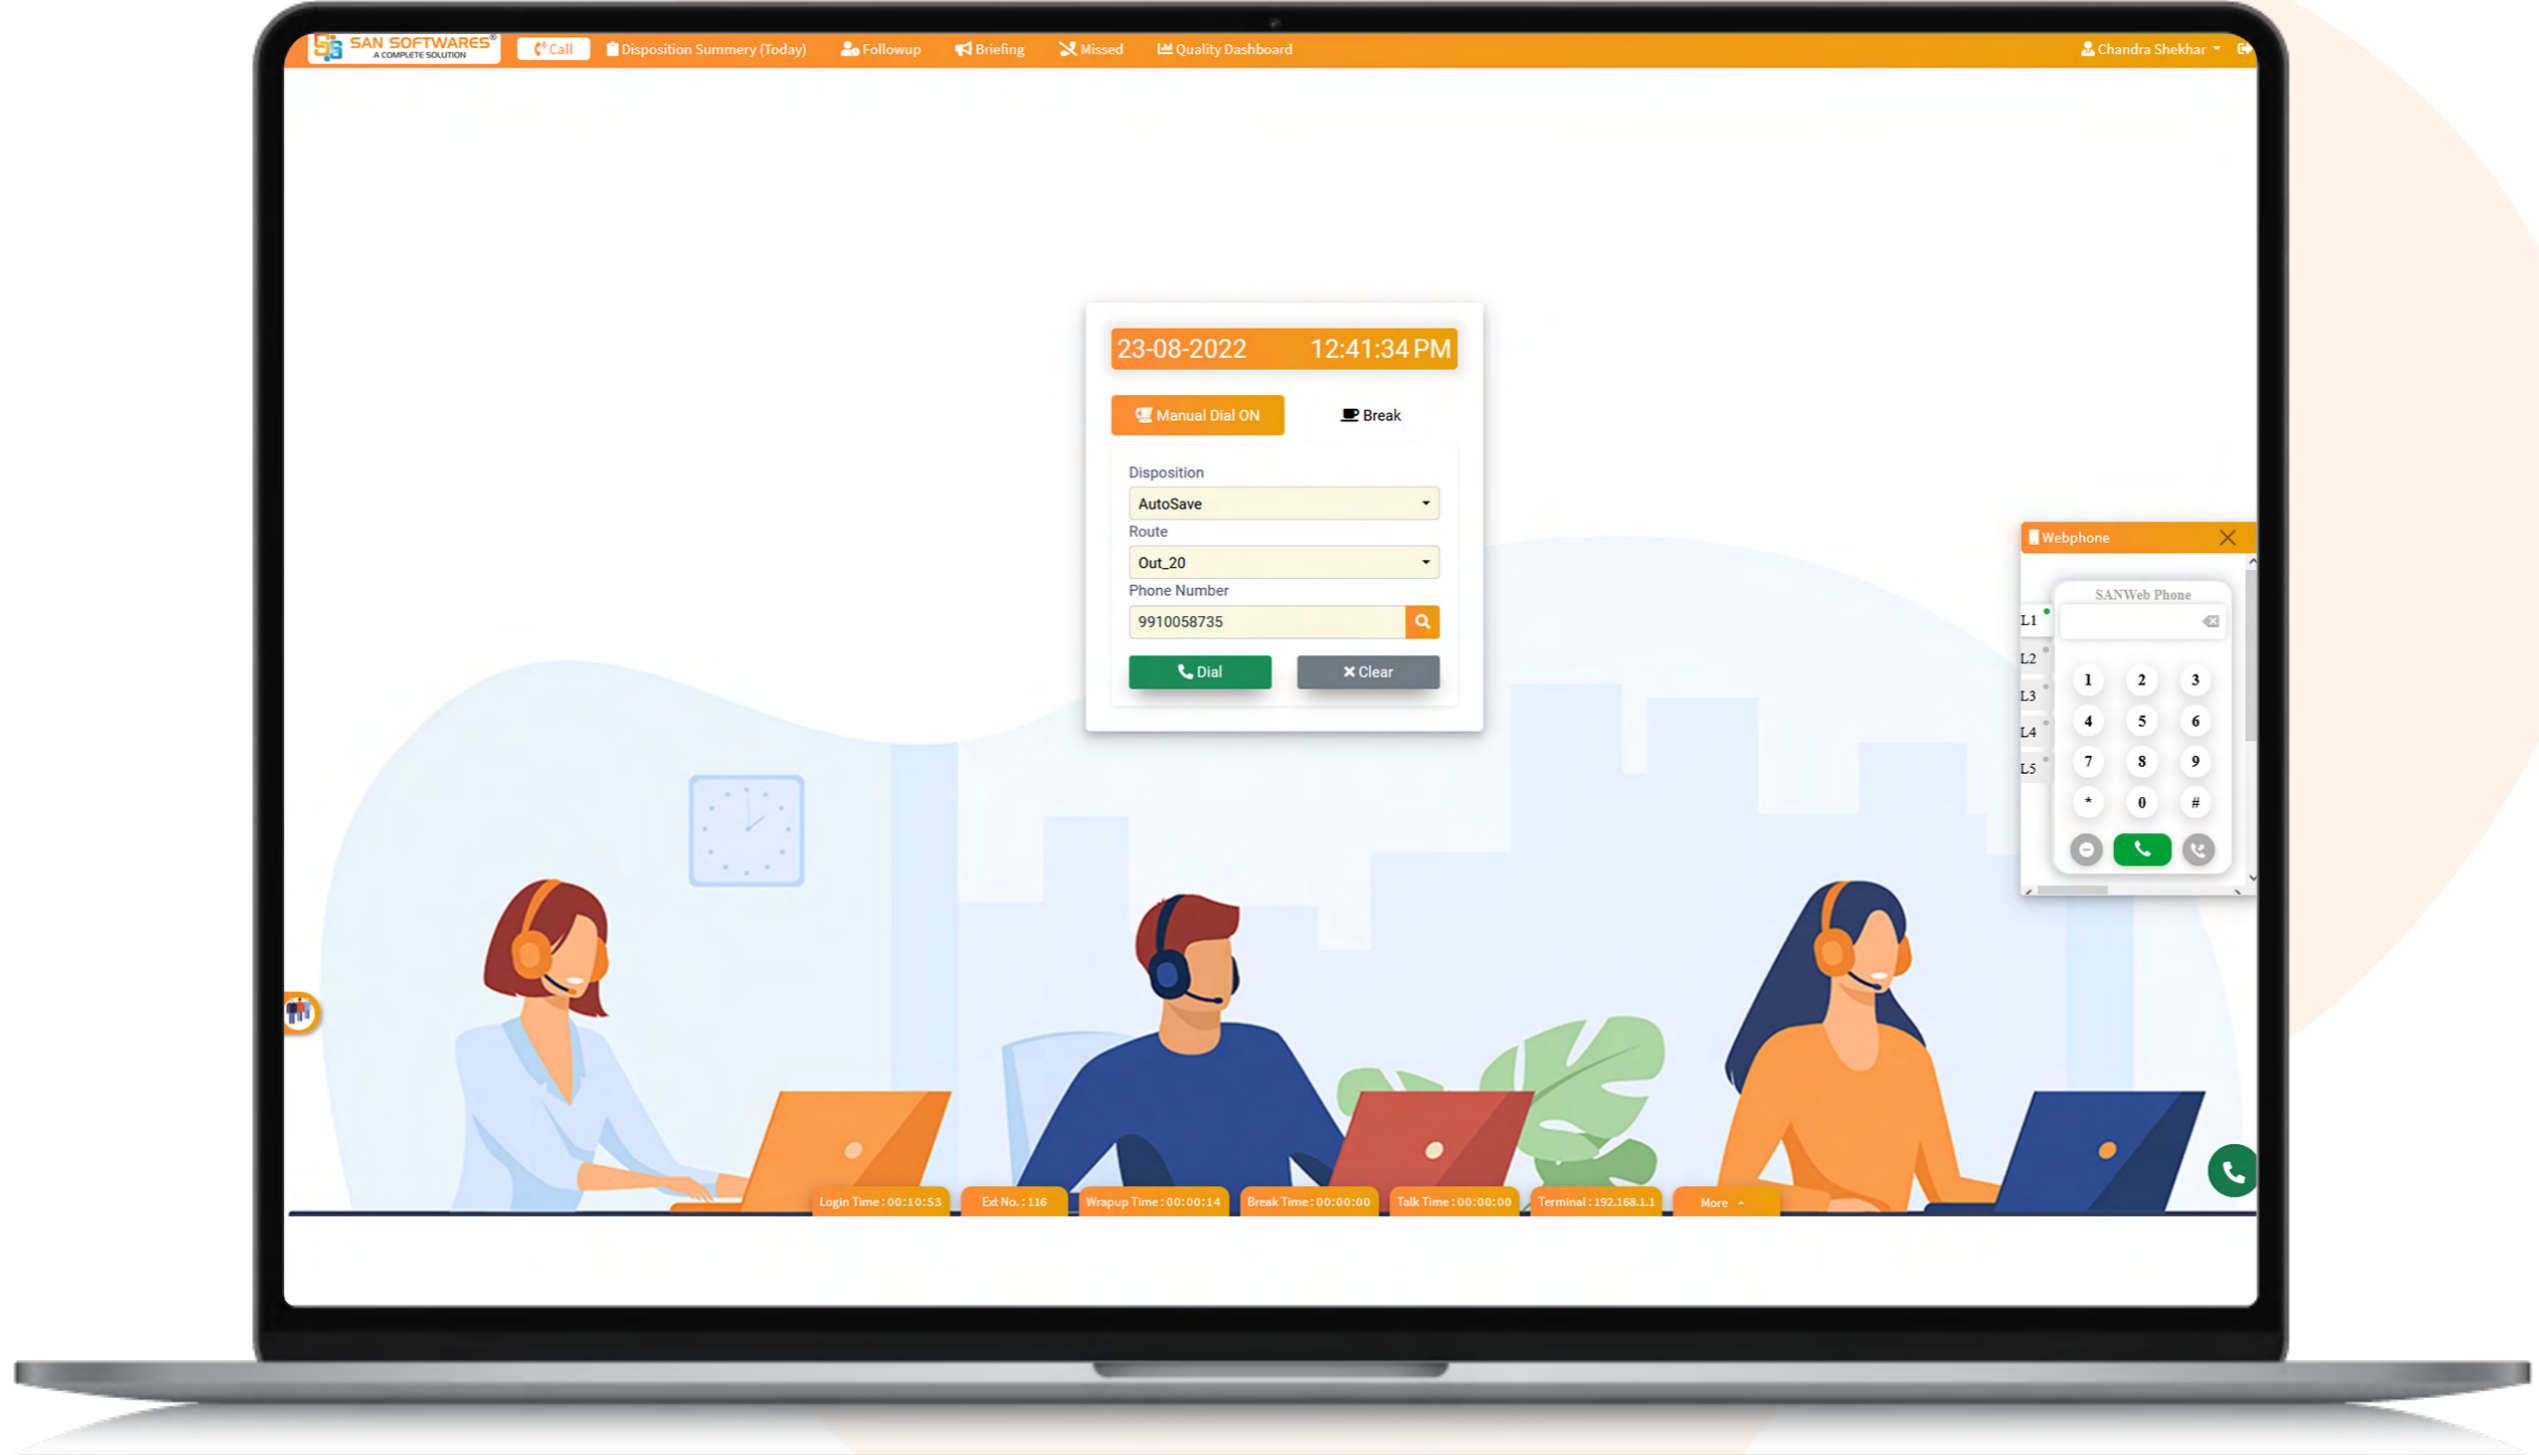 SAN SOFTWARES®
A COMPLETE SOLUTION
Call Disposition Summery (Today) Followup Briefing Missed Quality Dashboard Chandra Shekhar
23-08-2022 12:41:34 PM
Manual Dial ON Break
Disposition
AutoSave
Route
Out_20
Phone Number
9910058735
Dial Clear
Webphone
SANWeb Phone
L1
L2
L3
L4
L5
1 2 3
4 5 6
7 8 9
* 0 #
Login Time : 00:10:53 Ext No. : 116 Wrapup Time : 00:00:14 Break Time : 00:00:00 Talk Time : 00:00:00 Terminal : 192.168.1.1 More